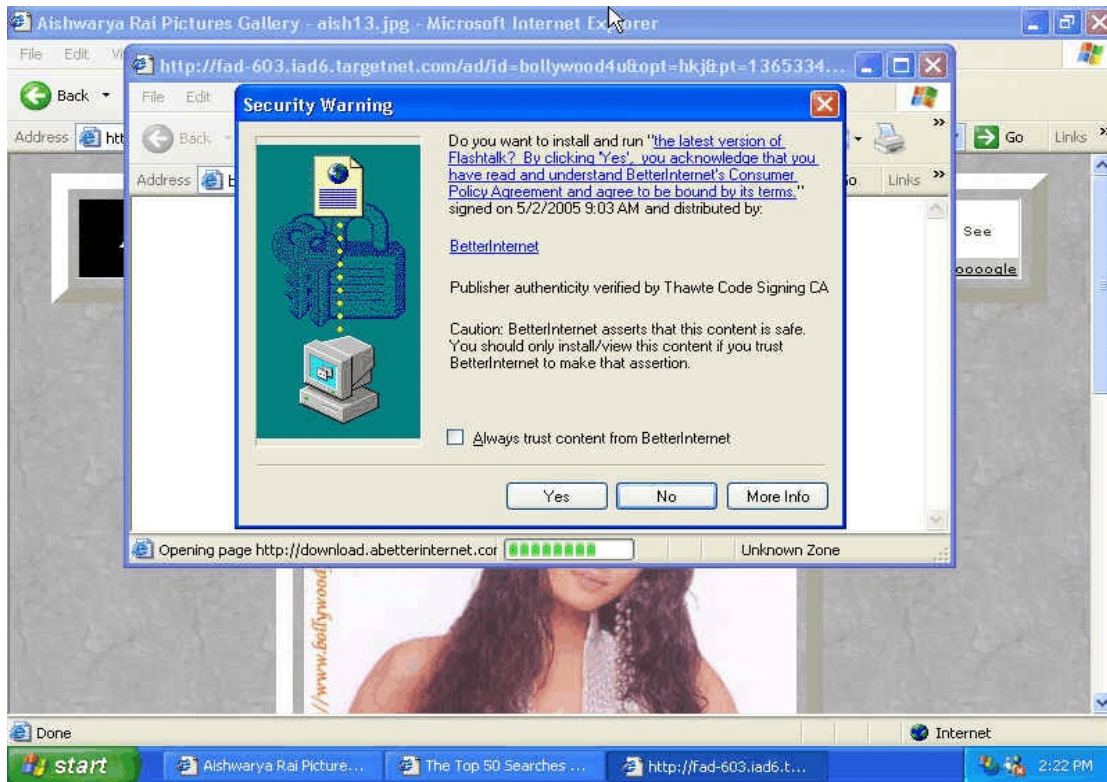 Aishwarya Rai Pictures Gallery - aish13.jpg - Microsoft Internet Explorer
File Edit
http://fad-603.iad6.targetnet.com/ad/id=bollywood4u&opt=hkj&pt=1365334...
Back
File Edit
Security Warning
Address
Back
Go Links
Address
Links
Do you want to install and run "the latest version of
Flashtalk? By clicking 'Yes', you acknowledge that you
have read and understand BetterInternet's Consumer
Policy Agreement and agree to be bound by its terms."
signed on 5/2/2005 9:03 AM and distributed by:
See
BetterInternet
Publisher authenticity verified by Thawte Code Signing CA
Caution: BetterInternet asserts that this content is safe.
You should only install/view this content if you trust
BetterInternet to make that assertion.
Always trust content from BetterInternet
Yes No More Info
Opening page http://download.abetterinternet.cor Unknown Zone
//www.bollywood
Done Internet
start Aishwarya Rai Picture... The Top 50 Searches ... http://fad-603.iad6.t... 2:22 PM